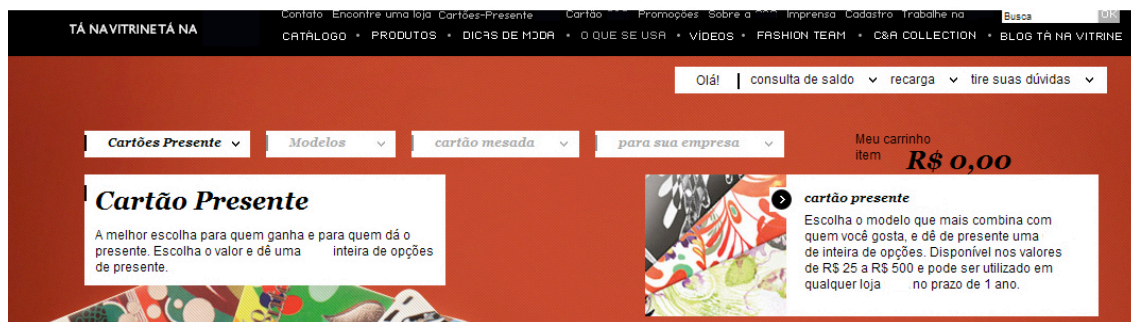 Contato Encontre uma loja Cartões-Presente Cartão Promoções Sobre a Imprensa Cadastro Trabalhe na Busca OK
TÁ NA VITRINE TÁ NA
CATÁLOGO • PRODUTOS • DICAS DE MODA • O QUE SE USA • VÍDEOS • FASHION TEAM • C&A COLLECTION • BLOG TÁ NA VITRINE
Olá! consulta de saldo recarga tire suas dúvidas
Cartões Presente Modelos cartão mesada para sua empresa
Meu carrinho
item R$ 0,00
Cartão Presente
A melhor escolha para quem ganha e para quem dá o
presente. Escolha o valor e dê uma inteira de opções
de presente.
cartão presente
Escolha o modelo que mais combina com
quem você gosta, e dê de presente uma
de inteira de opções. Disponível nos valores
de R$ 25 a R$ 500 e pode ser utilizado em
qualquer loja no prazo de 1 ano.